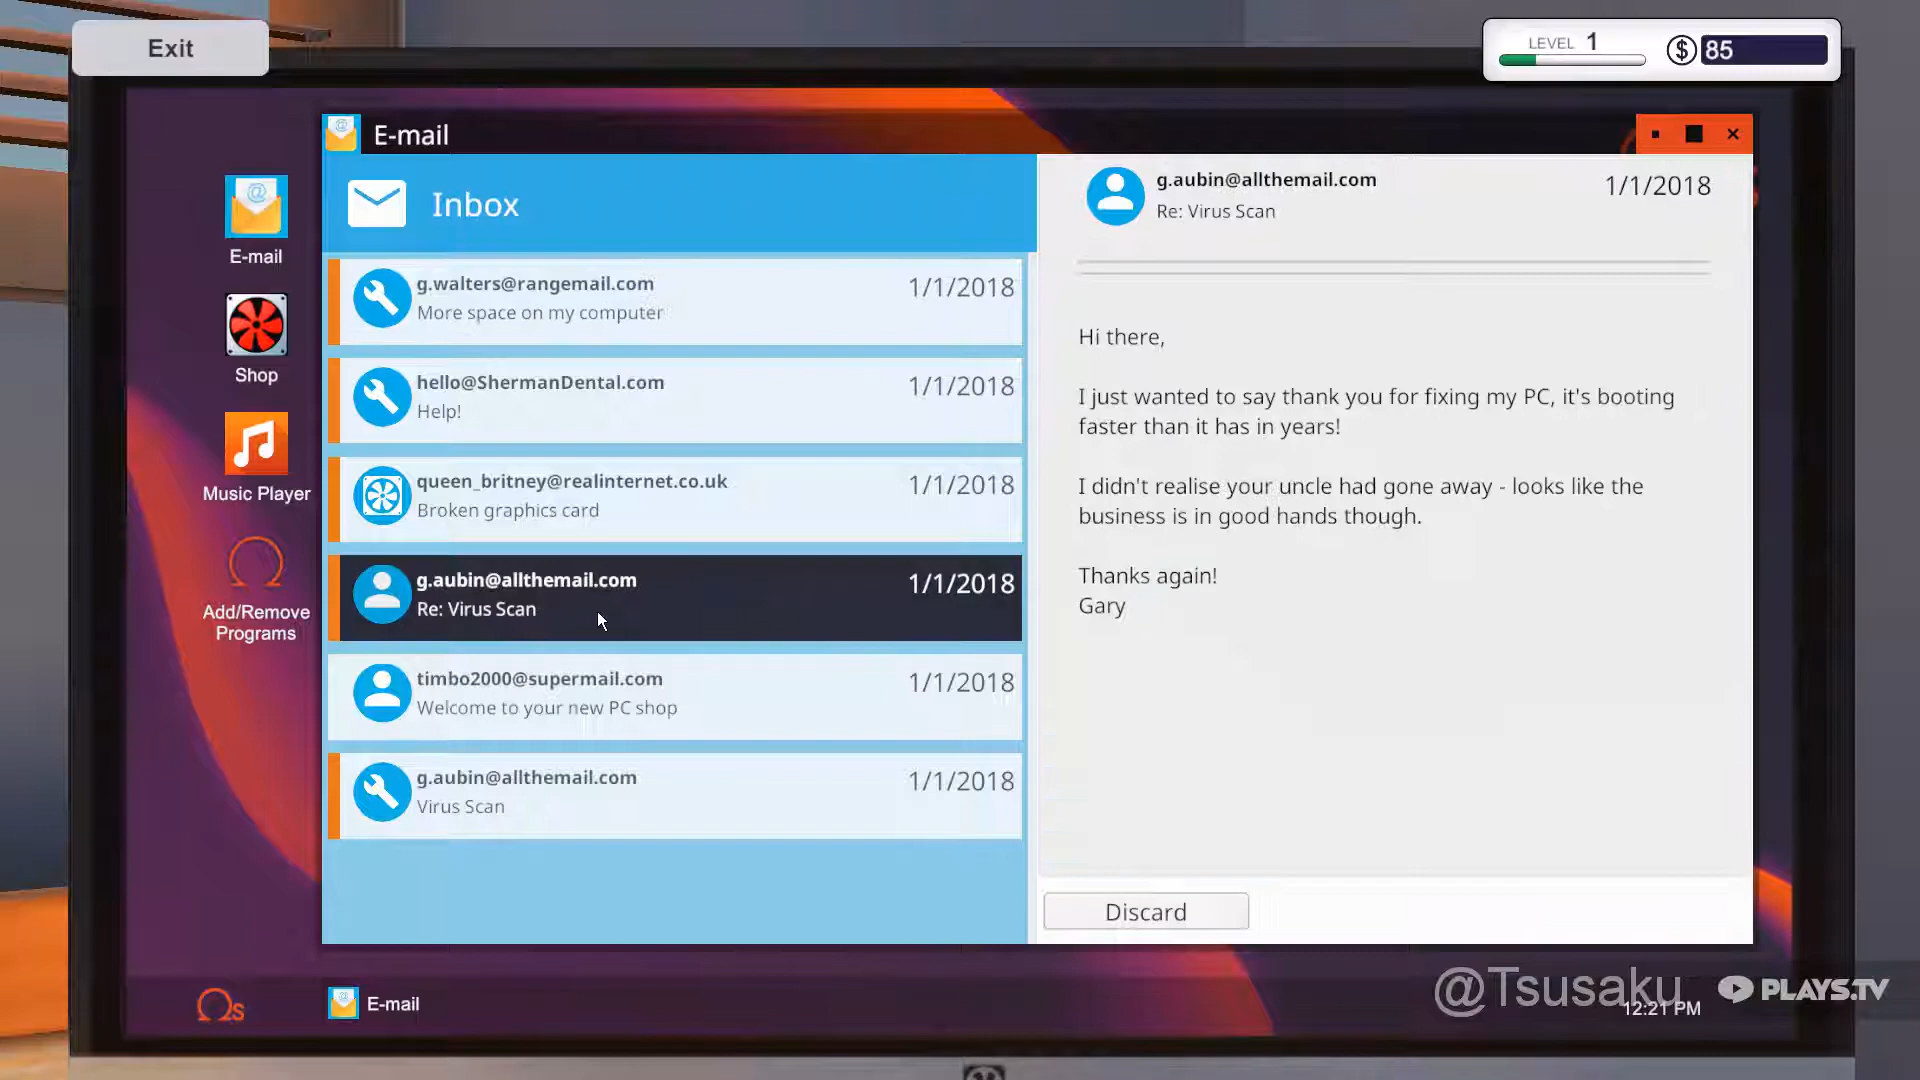 Exit
LEVEL 1
$ 85
E-mail
E-mail
Shop
Music Player
Add/Remove
Programs
Inbox
g.walters@rangemail.com
1/1/2018
More space on my computer
hello@ShermanDental.com
1/1/2018
Help!
queen_britney@realinternet.co.uk
1/1/2018
Broken graphics card
g.aubin@allthemail.com
1/1/2018
Re: Virus Scan
timbo2000@supermail.com
1/1/2018
Welcome to your new PC shop
g.aubin@allthemail.com
1/1/2018
Virus Scan
g.aubin@allthemail.com
1/1/2018
Re: Virus Scan
Hi there,
I just wanted to say thank you for fixing my PC, it's booting
faster than it has in years!
I didn't realise your uncle had gone away - looks like the
business is in good hands though.
Thanks again!
Gary
Discard
Ωs
E-mail
@Tsusaku
PLAYS.TV
12:21 PM